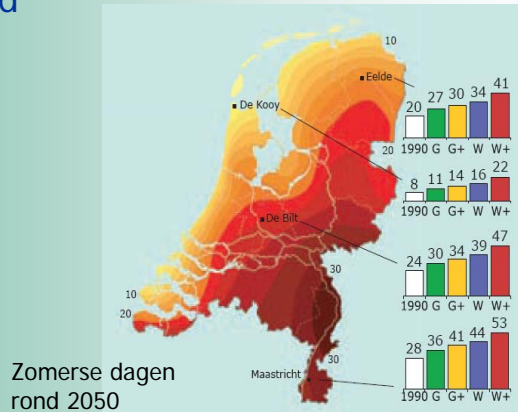 d
10
Eelde
De Kooy
20
20 27 30 34 41
1990 G G+ W W+
8 11 14 16 22
1990 G G+ W W+
De Bilt
24 30 34 39 47
1990 G G+ W W+
30
10
20
28 36 41 44 53
1990 G G+ W W+
30
Maastricht
Zomerse dagen
rond 2050